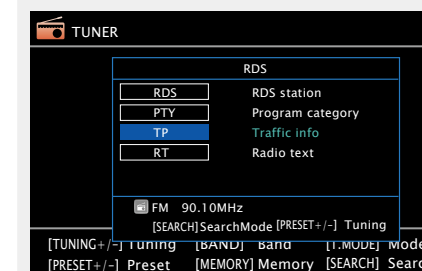 TUNER
RDS
RDS RDS station
PTY Program category
TP Traffic info
RT Radio text
FM 90.10MHz
[SEARCH]SearchMode [PRESET+/-] Tuning
[TUNING+/-] Tuning [BAND] Band [T.MODE] Mode
[PRESET+/-] Preset [MEMORY] Memory [SEARCH] Searc